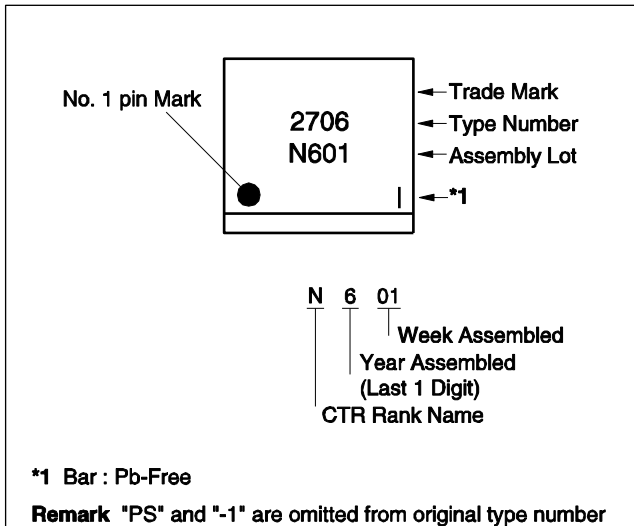 No. 1 pin Mark
2706
N601
Trade Mark
Type Number
Assembly Lot
*1
N 6 01
Week Assembled
Year Assembled
(Last 1 Digit)
CTR Rank Name
*1 Bar : Pb-Free
Remark "PS" and "-1" are omitted from original type number